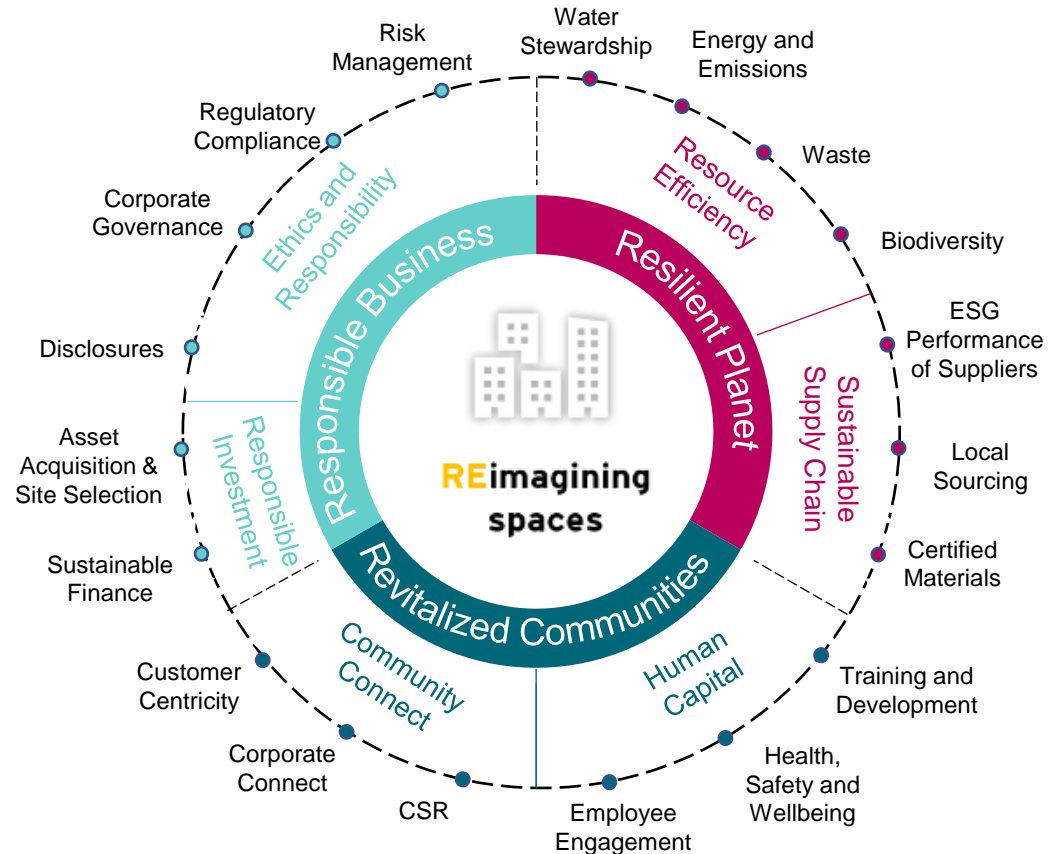 Water
Stewardship
Energy and
Emissions
Waste
Biodiversity
Resource
Efficiency
Resilient Planet
ESG
Performance
of Suppliers
Local
Sourcing
Certified
Materials
Sustainable
Supply Chain
Training and
Development
Health,
Safety and
Wellbeing
Employee
Engagement
Human
Capital
Revitalized Communities
Community
Connect
CSR
Corporate
Connect
Customer
Centricity
Sustainable
Finance
Asset
Acquisition &
Site Selection
Responsible
Investment
Responsible Business
Disclosures
Corporate
Governance
Regulatory
Compliance
Risk
Management
Ethics and
Responsibility
REimagining
spaces